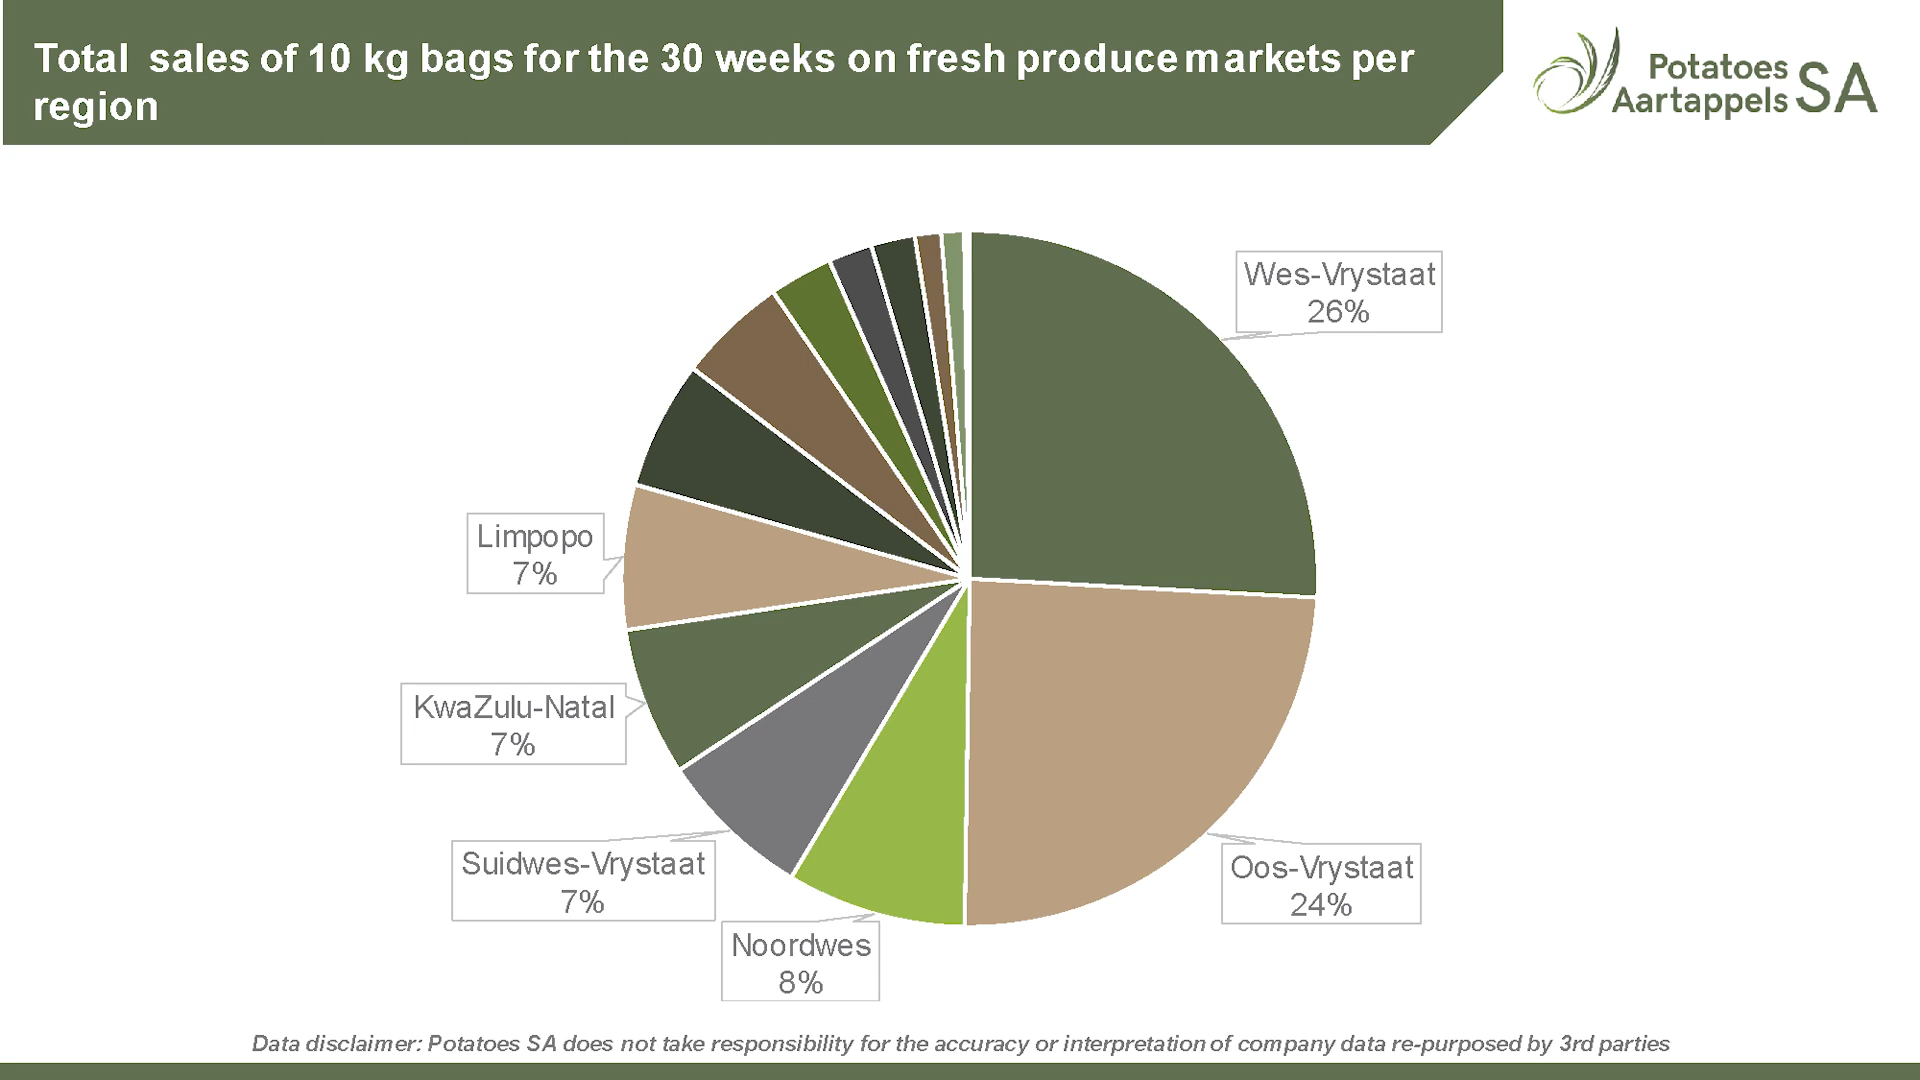 Total sales of 10 kg bags for the 30 weeks on fresh produce markets per
region
Potatoes
Aartappels SA
Wes-Vrystaat
26%
Limpopo
7%
KwaZulu-Natal
7%
Suidwes-Vrystaat
7%
Oos-Vrystaat
24%
Noordwes
8%
Data disclaimer: Potatoes SA does not take responsibility for the accuracy or interpretation of company data re-purposed by 3rd parties